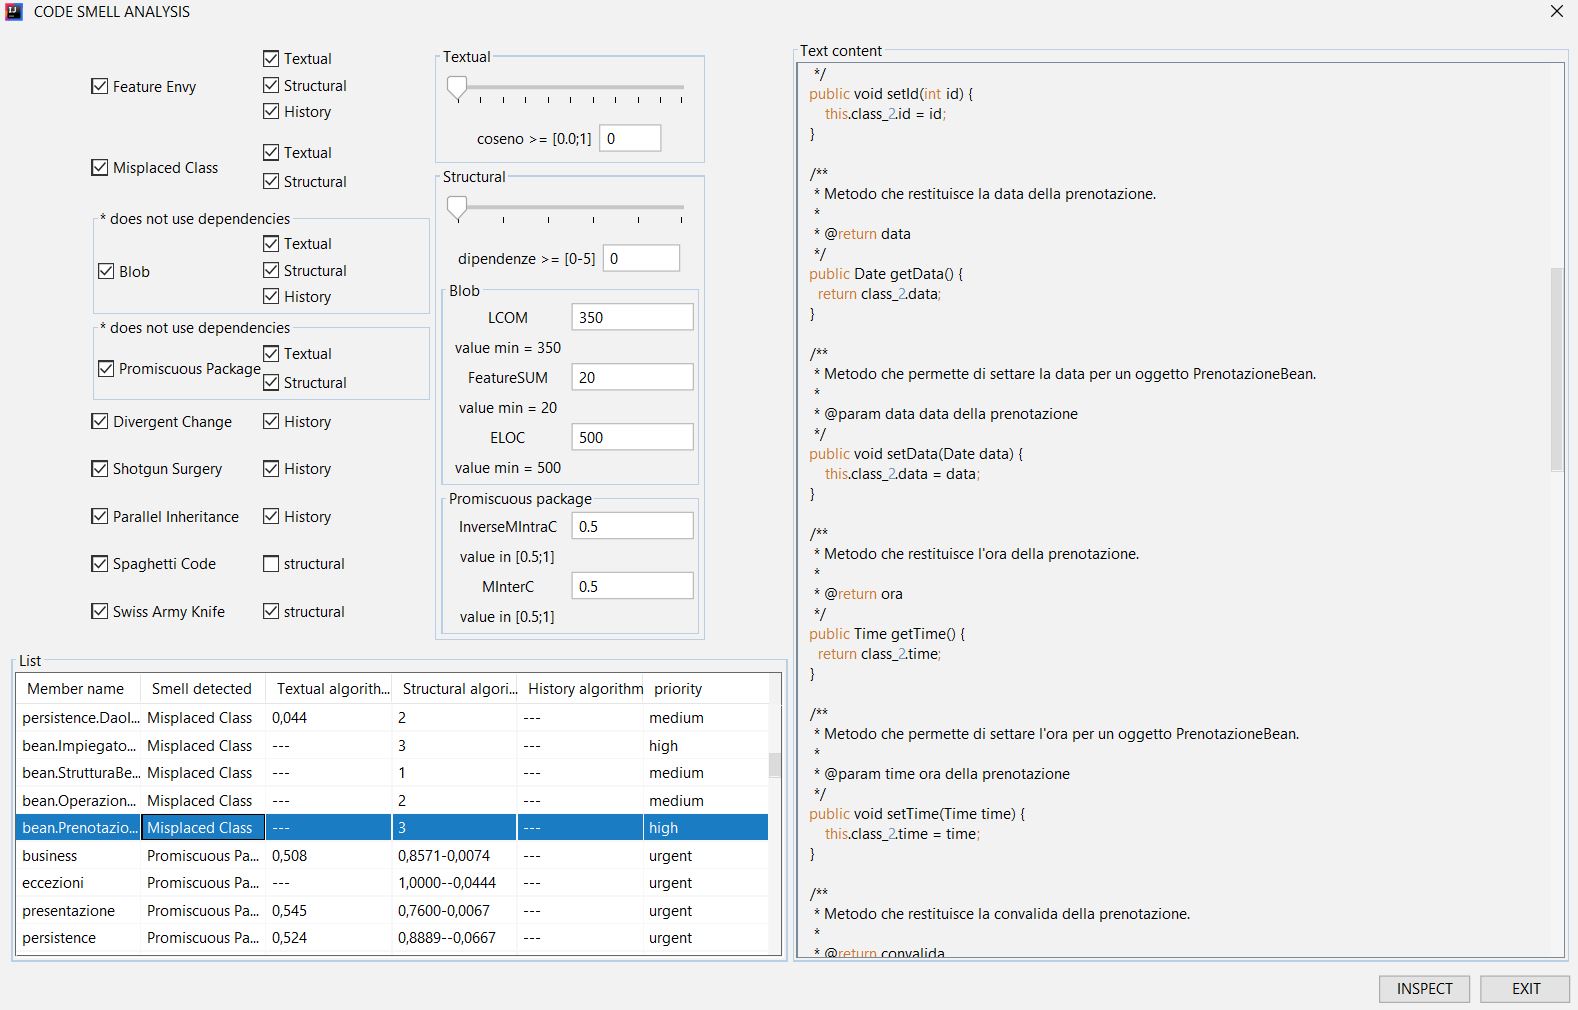 CODE SMELL ANALYSIS
Feature Envy
Textual
Structural
History
Misplaced Class
Textual
Structural
* does not use dependencies
Blob
Textual
Structural
History
* does not use dependencies
Promiscuous Package
Textual
Structural
Divergent Change History
Shotgun Surgery History
Parallel Inheritance History
Spaghetti Code structural
Swiss Army Knife structural
Textual
coseno >= [0.0;1] 0
Structural
dipendenze >= [0-5] 0
Blob
LCOM 350
value min = 350
FeatureSUM 20
value min = 20
ELOC 500
value min = 500
Promiscuous package
InverseMIntraC 0.5
value in [0.5;1]
MInterC 0.5
value in [0.5;1]
List
Member name Smell detected Textual algorith... Structural algori... History algorithm priority
persistence.DaoI... Misplaced Class 0,044 2 medium
bean.Impiegato... Misplaced Class --- 3 --- high
bean.StrutturaBe... Misplaced Class --- 1 --- medium
bean.Operazion... Misplaced Class --- 2 --- medium
bean.Prenotazio... Misplaced Class --- 3 --- high
business Promiscuous Pa... 0,508 0,8571-0,0074 --- urgent
eccezioni Promiscuous Pa... --- 1,0000--0,0444 --- urgent
presentazione Promiscuous Pa... 0,545 0,7600-0,0067 --- urgent
persistence Promiscuous Pa... 0,524 0,8889--0,0667 --- urgent
Text content
*/
public void setId(int id) {
this.class_2.id = id;
}
/**
* Metodo che restituisce la data della prenotazione.
*
* @return data
*/
public Date getData() {
return class_2.data;
}
/**
* Metodo che permette di settare la data per un oggetto PrenotazioneBean.
*
* @param data data della prenotazione
*/
public void setData(Date data) {
this.class_2.data = data;
}
/**
* Metodo che restituisce l'ora della prenotazione.
*
* @return ora
*/
public Time getTime() {
return class_2.time;
}
/**
* Metodo che permette di settare l'ora per un oggetto PrenotazioneBean.
*
* @param time ora della prenotazione
*/
public void setTime(Time time) {
this.class_2.time = time;
}
/**
* Metodo che restituisce la convalida della prenotazione.
*
* @return convalida
INSPECT
EXIT